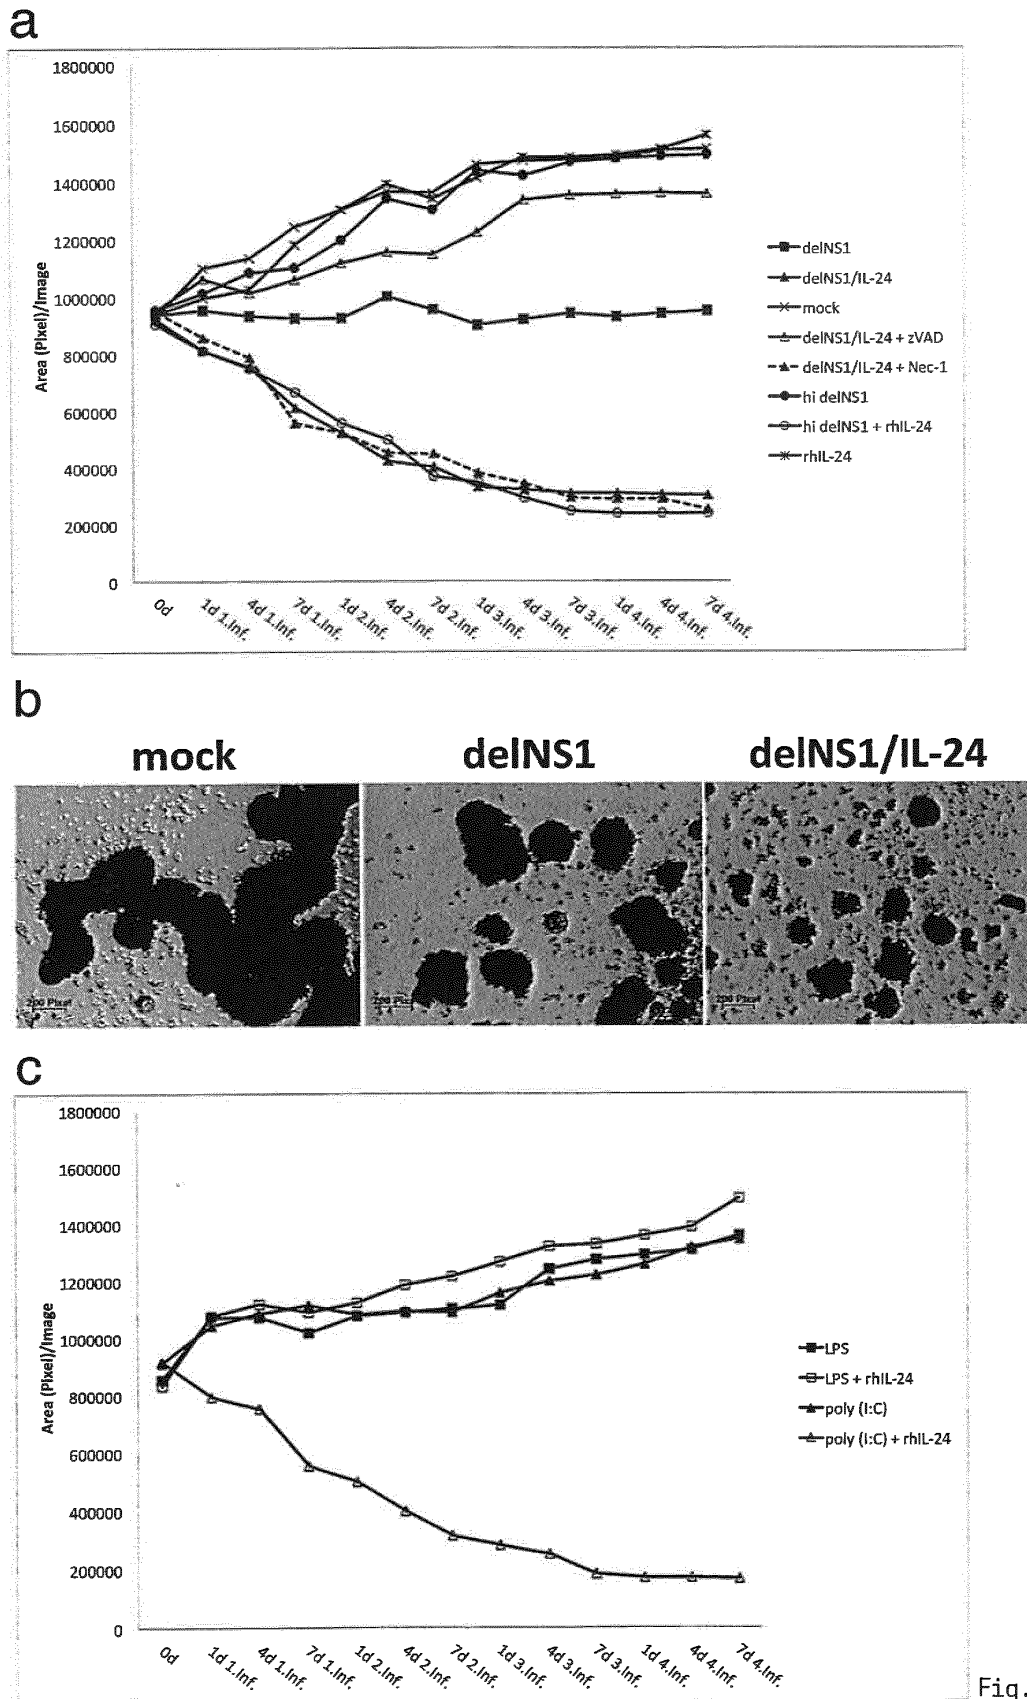 a
1800000
1600000
1400000
1200000
1000000
800000
600000
400000
200000
0
Area (Pixel)/Image
0d
1d 1.Inf.
4d 1.Inf.
7d 1.Inf.
1d 2.Inf.
4d 2.Inf.
7d 2.Inf.
1d 3.Inf.
4d 3.Inf.
7d 3.Inf.
1d 4.Inf.
4d 4.Inf.
7d 4.Inf.
delNS1
delNS1/IL-24
mock
delNS1/IL-24 + zVAD
delNS1/IL-24 + Nec-1
hi delNS1
hi delNS1 + rhIL-24
rhIL-24
b
mock
delNS1
delNS1/IL-24
200 Pixel
200 Pixel
200 Pixel
c
1800000
1600000
1400000
1200000
1000000
800000
600000
400000
200000
0
Area (Pixel)/Image
0d
1d 1.Inf.
4d 1.Inf.
7d 1.Inf.
1d 2.Inf.
4d 2.Inf.
7d 2.Inf.
1d 3.Inf.
4d 3.Inf.
7d 3.Inf.
1d 4.Inf.
4d 4.Inf.
7d 4.Inf.
LPS
LPS + rhIL-24
poly (I:C)
poly (I:C) + rhIL-24
Fig.